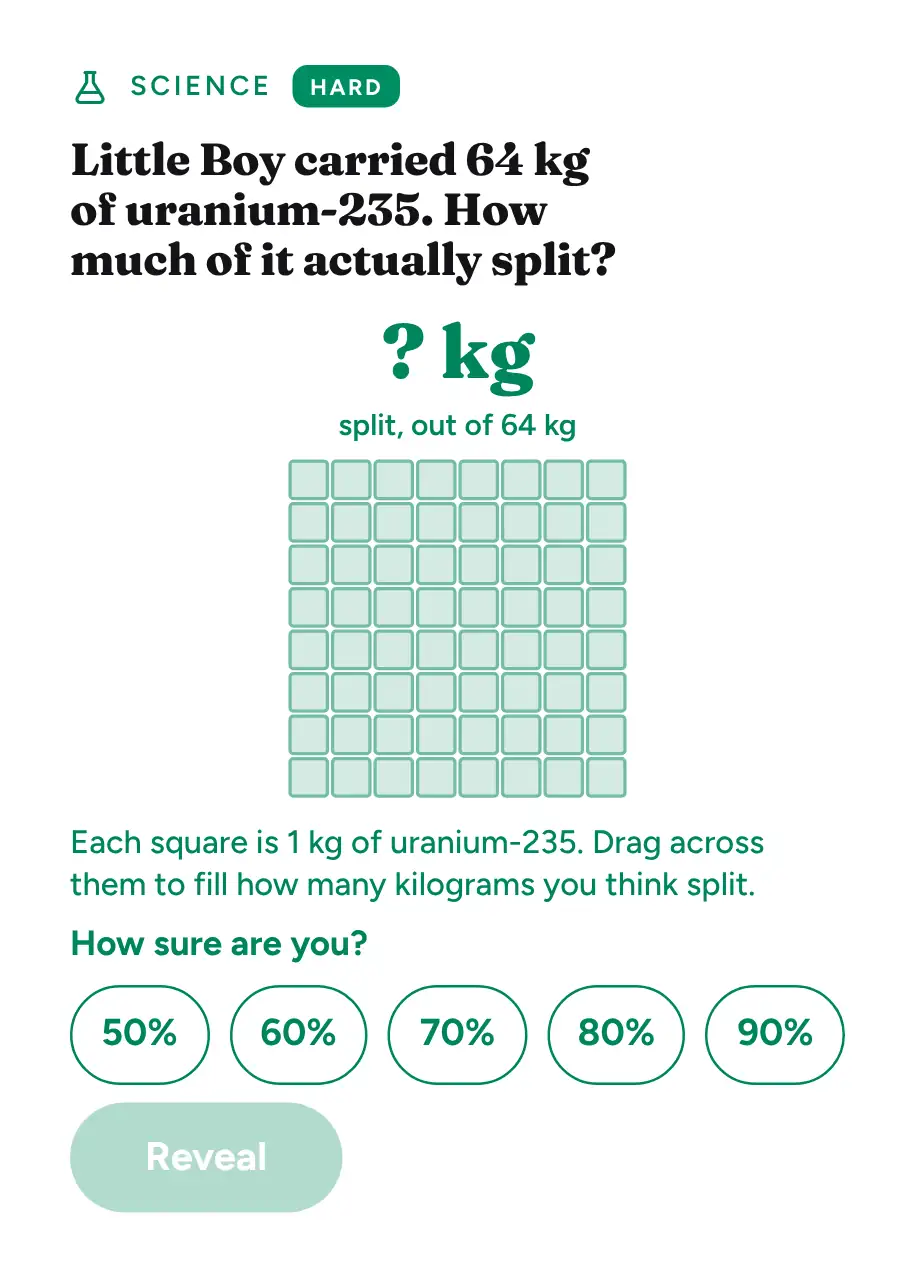 SCIENCE HARD
Little Boy carried 64 kg
of uranium-235. How
much of it actually split?
? kg
split, out of 64 kg
Each square is 1 kg of uranium-235. Drag across
them to fill how many kilograms you think split.
How sure are you?
50% 60% 70% 80% 90%
Reveal